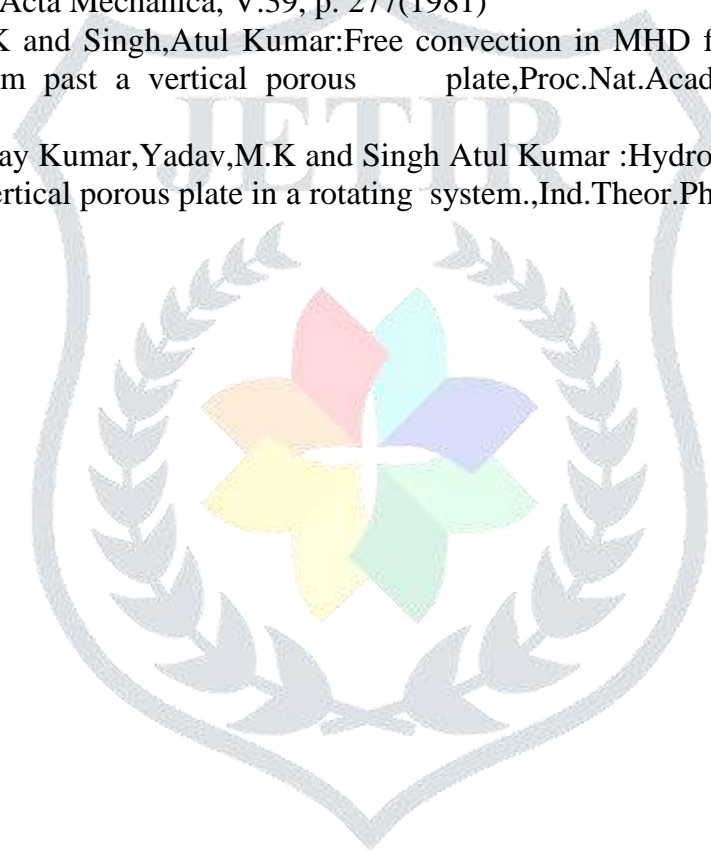 Acta Mechanica, V.39, p. 277(1981)
K and Singh,Atul Kumar:Free convection in MHD f
m past a vertical porous plate,Proc.Nat.Acad
JETIR
ay Kumar,Yadav,M.K and Singh Atul Kumar :Hydro
ertical porous plate in a rotating system.,Ind.Theor.Ph